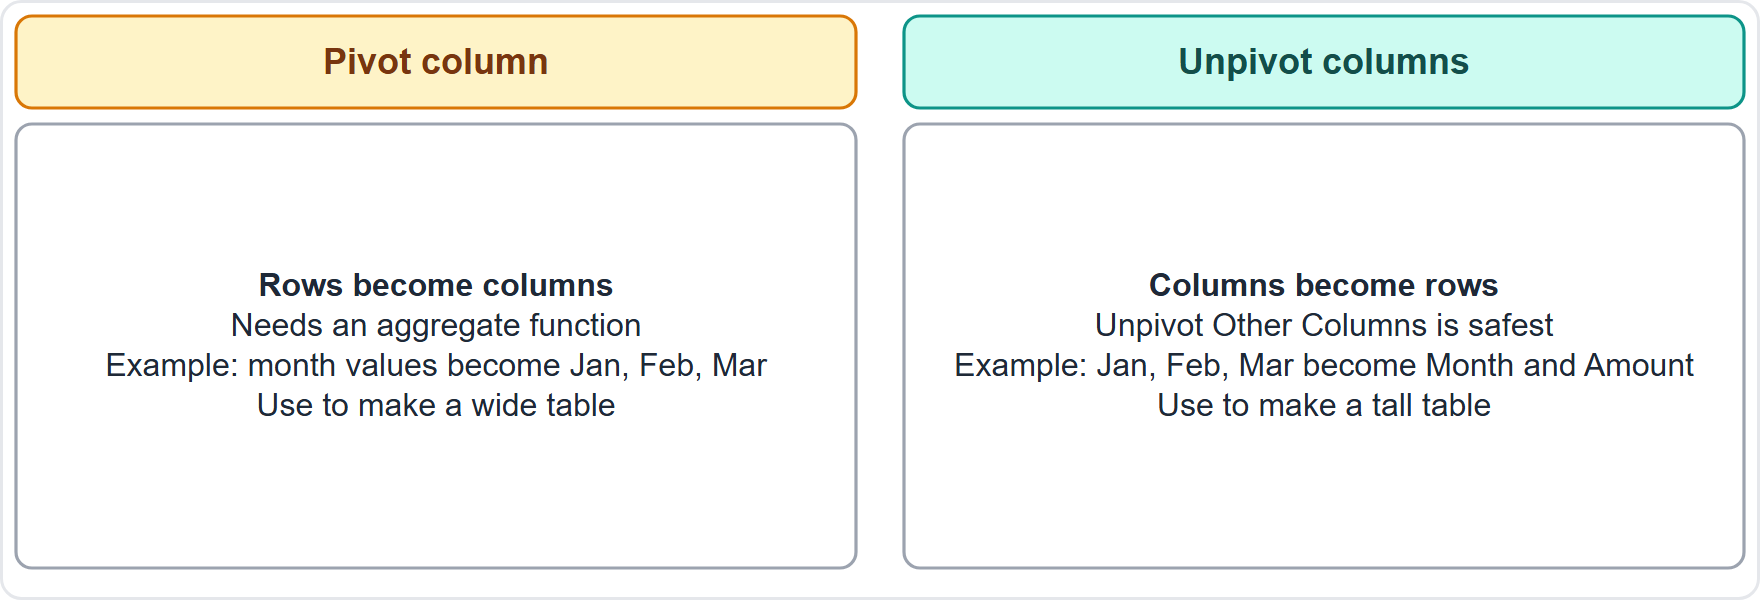 Pivot column
Rows become columns
Needs an aggregate function
Example: month values become Jan, Feb, Mar
Use to make a wide table
Unpivot columns
Columns become rows
Unpivot Other Columns is safest
Example: Jan, Feb, Mar become Month and Amount
Use to make a tall table